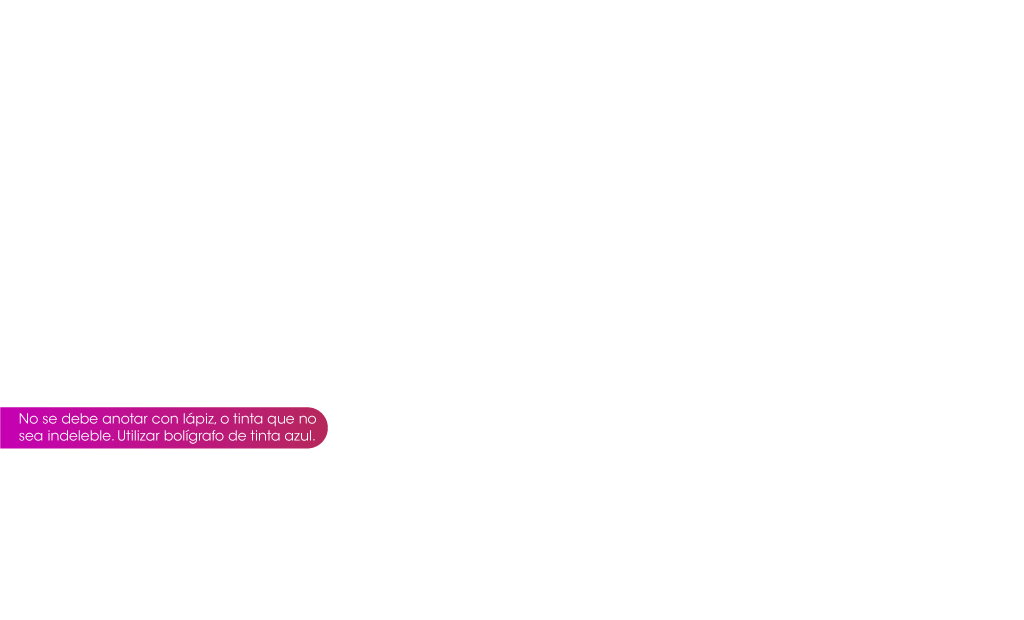 No se debe anotar con lápiz, o tinta que no
sea indeleble. Utilizar bolígrafo de tinta azul.